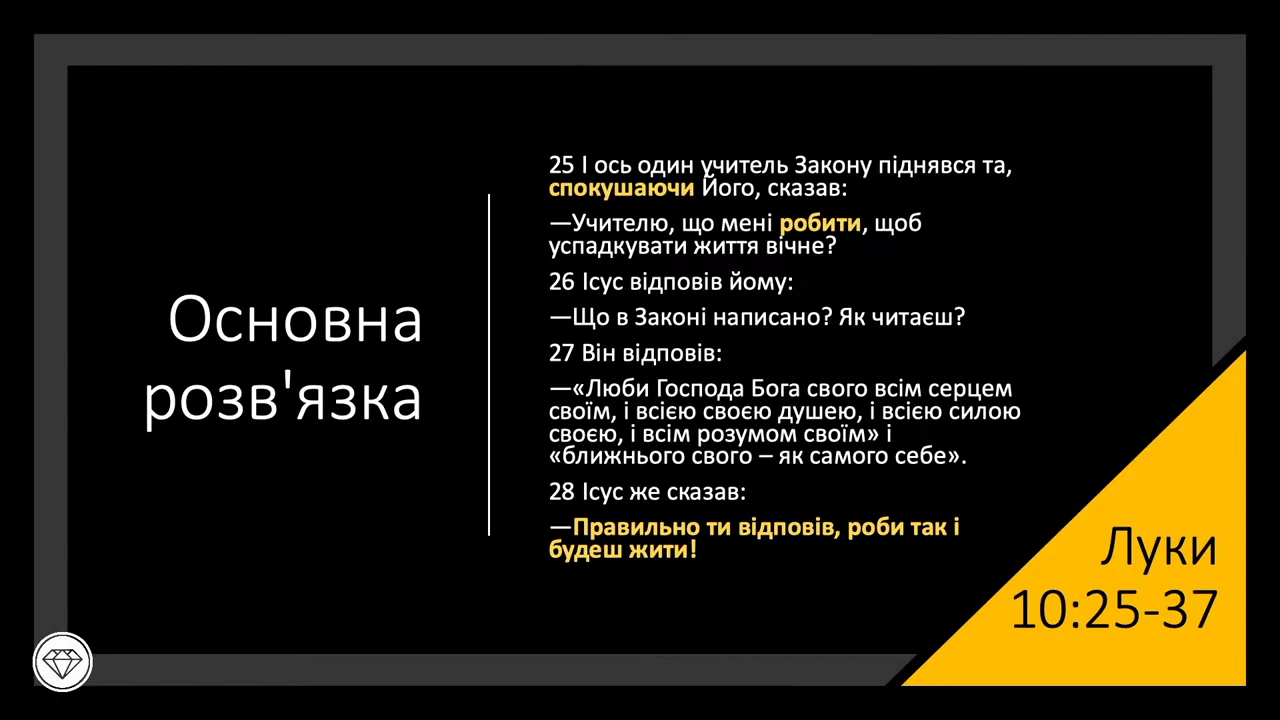 Основна
розв'язка
25 І ось один учитель Закону піднявся та,
спокушаючи Його, сказав:
—Учителю, що мені робити, щоб
успадкувати життя вічне?
26 Ісус відповів йому:
—Що в Законі написано? Як читаєш?
27 Він відповів:
—«Люби Господа Бога свого всім серцем
своїм, і всією своєю душею, і всією силою
своєю, і всім розумом своїм» і
«ближнього свого – як самого себе».
28 Ісус же сказав:
—Правильно ти відповів, роби так і
будеш жити!
Луки
10:25-37